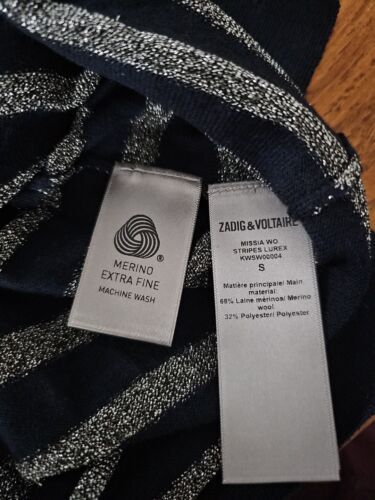 MERINO
EXTRA FINE
MACHINE WASH
®
ZADIG & VOLTAIRE
MISSIA WO
STRIPES LUREX
KWSW00004
S
Matière principale/ Main
material:
68% Laine mérinos/ Merino
wool
32% Polyester/ Polyester